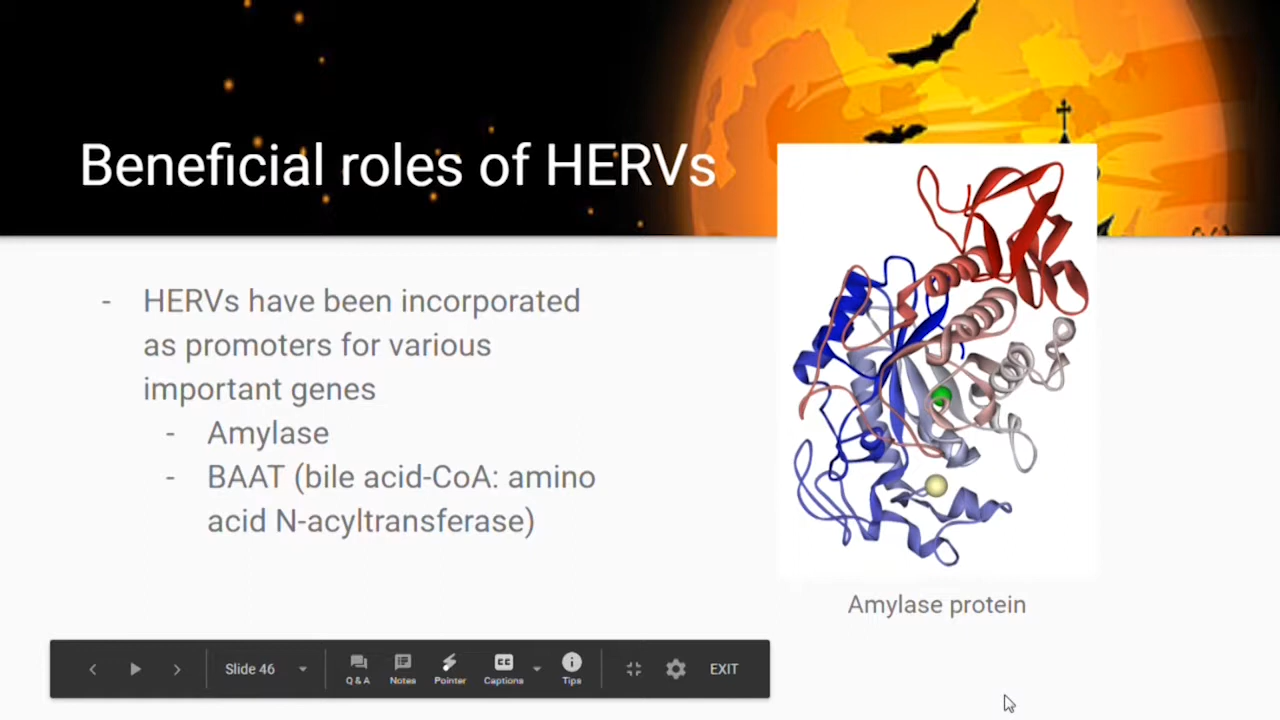 Beneficial roles of HERVs
- HERVs have been incorporated
as promoters for various
important genes
- Amylase
- BAAT (bile acid-CoA: amino
acid N-acyltransferase)
Amylase protein
Slide 46
Q & A
Notes
Pointer
CC
Captions
Tips
EXIT